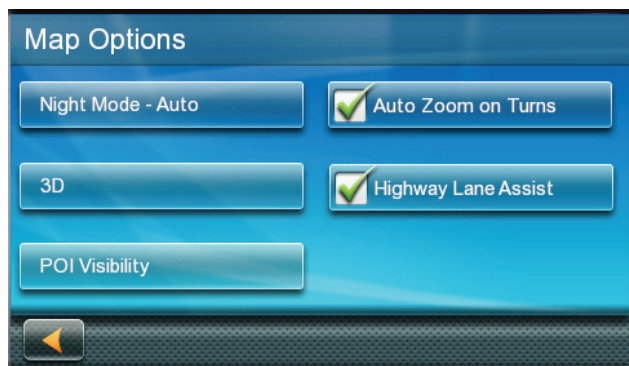 Map Options
Night Mode - Auto
Auto Zoom on Turns
3D
Highway Lane Assist
POI Visibility